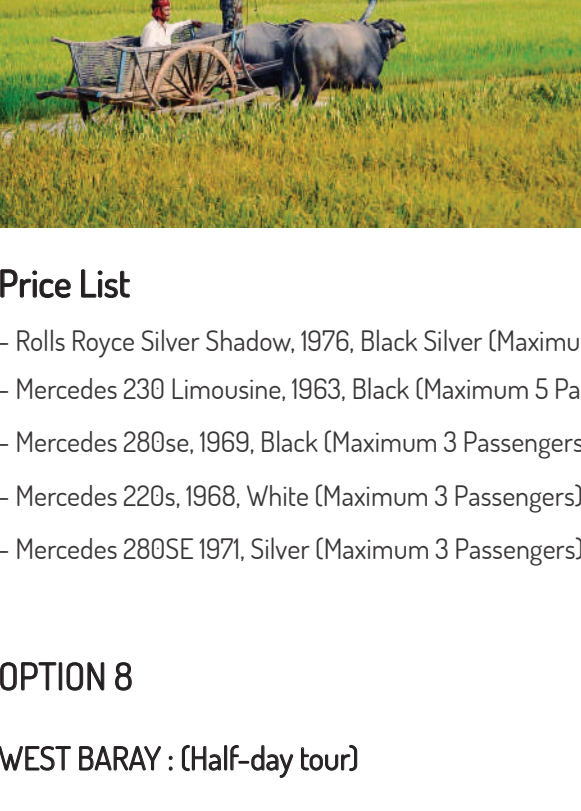 Price List
- Rolls Royce Silver Shadow, 1976, Black Silver (Maximu
- Mercedes 230 Limousine, 1963, Black (Maximum 5 Pa
- Mercedes 280se, 1969, Black (Maximum 3 Passengers
- Mercedes 220s, 1968, White (Maximum 3 Passengers)
- Mercedes 280SE 1971, Silver (Maximum 3 Passengers)
OPTION 8
WEST BARAY : (Half-day tour)